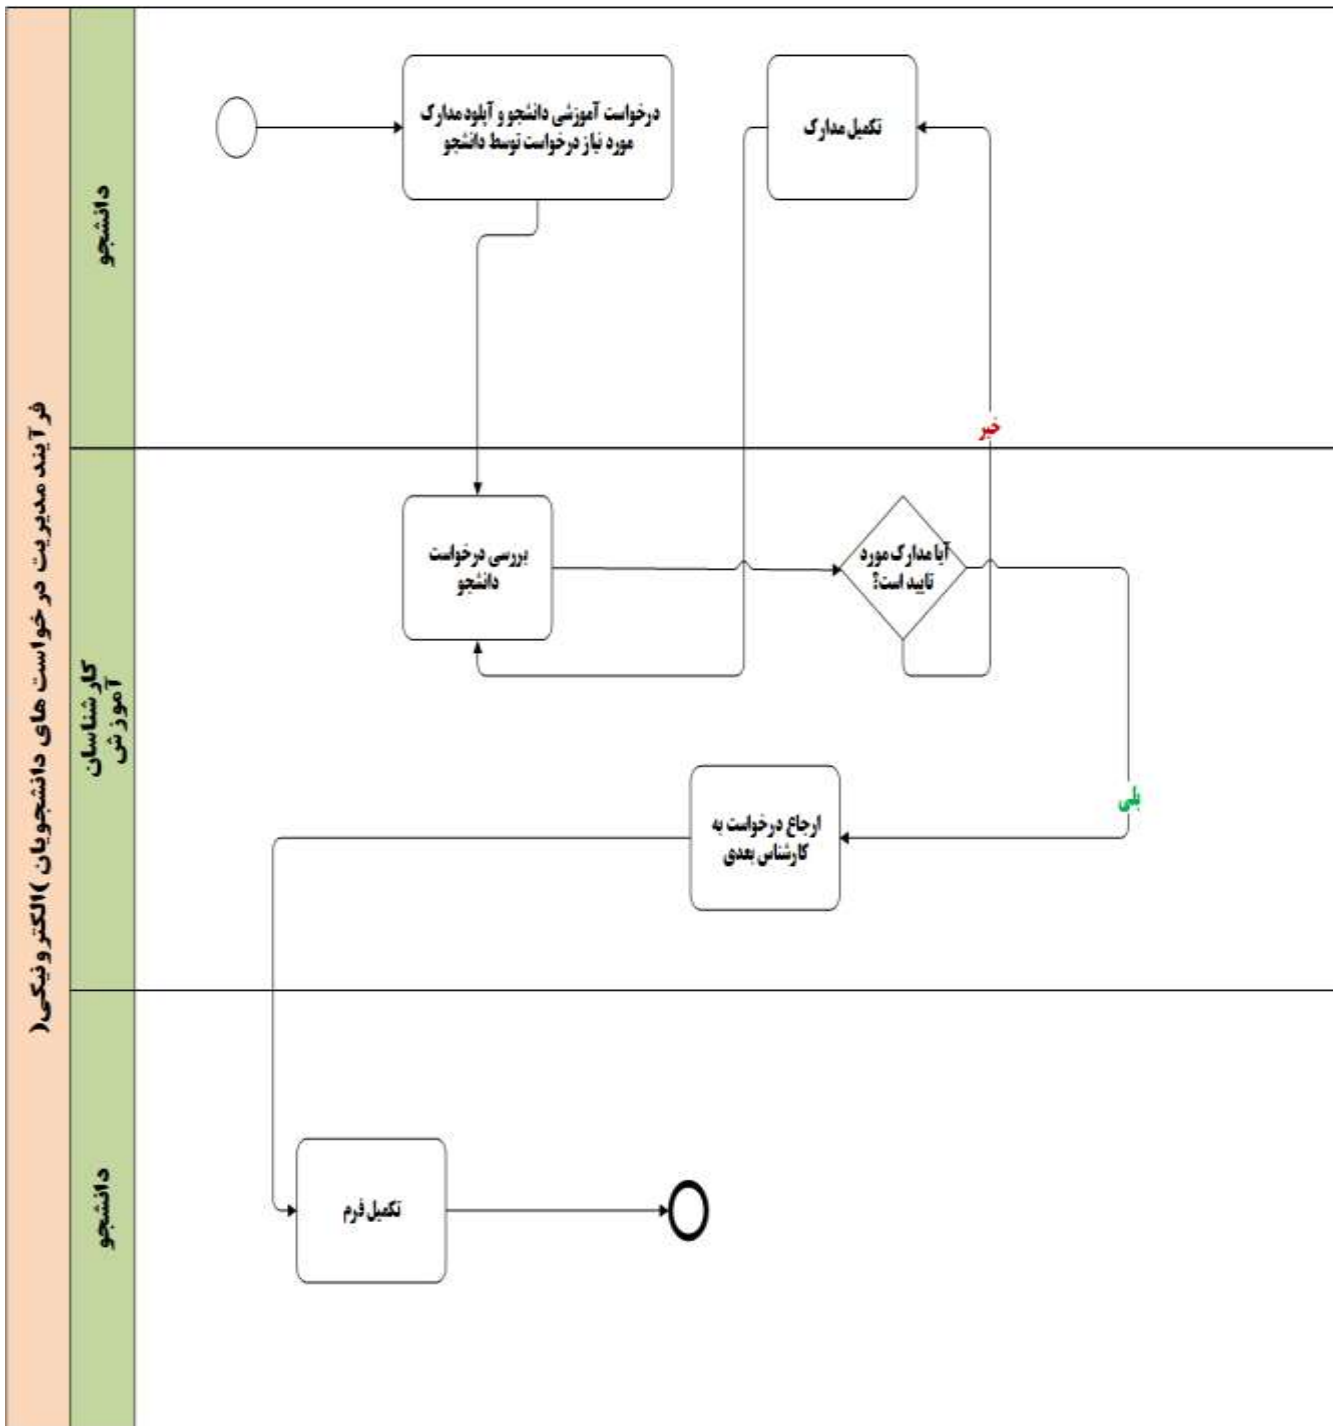 فرآیند مدیریت درخواست های دانشجویان )الکترونیکی(
دانشجو
درخواست آموزشی دانشجو و آپلود مدارک
مورد نیاز درخواست توسط دانشجو
تکمیل مدارک
خیر
کارشناسان
آموزش
بررسی درخواست
دانشجو
آیا مدارک مورد
تایید است؟
بلی
ارجاع درخواست به
کارشناس بعدی
دانشجو
تکمیل فرم